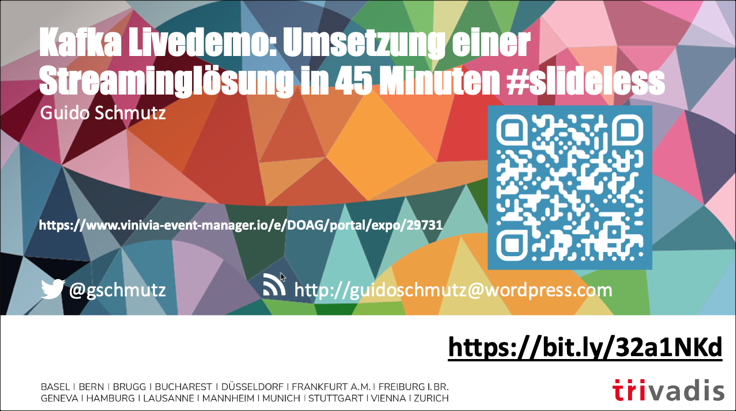 Kafka Livedemo: Umsetzung einer
Streaminglösung in 45 Minuten #slideless
Guido Schmutz
https://www.vinivia-event-manager.io/e/DOAG/portal/expo/29731
@gschmutz
http://guidoschmutz@wordpress.com
https://bit.ly/32a1NKd
BASEL | BERN | BRUGG | BUCHAREST | DÜSSELDORF | FRANKFURT A.M. | FREIBURG I.BR.
GENEVA | HAMBURG | LAUSANNE | MANNHEIM | MUNICH | STUTTGART | VIENNA | ZURICH
trivadis